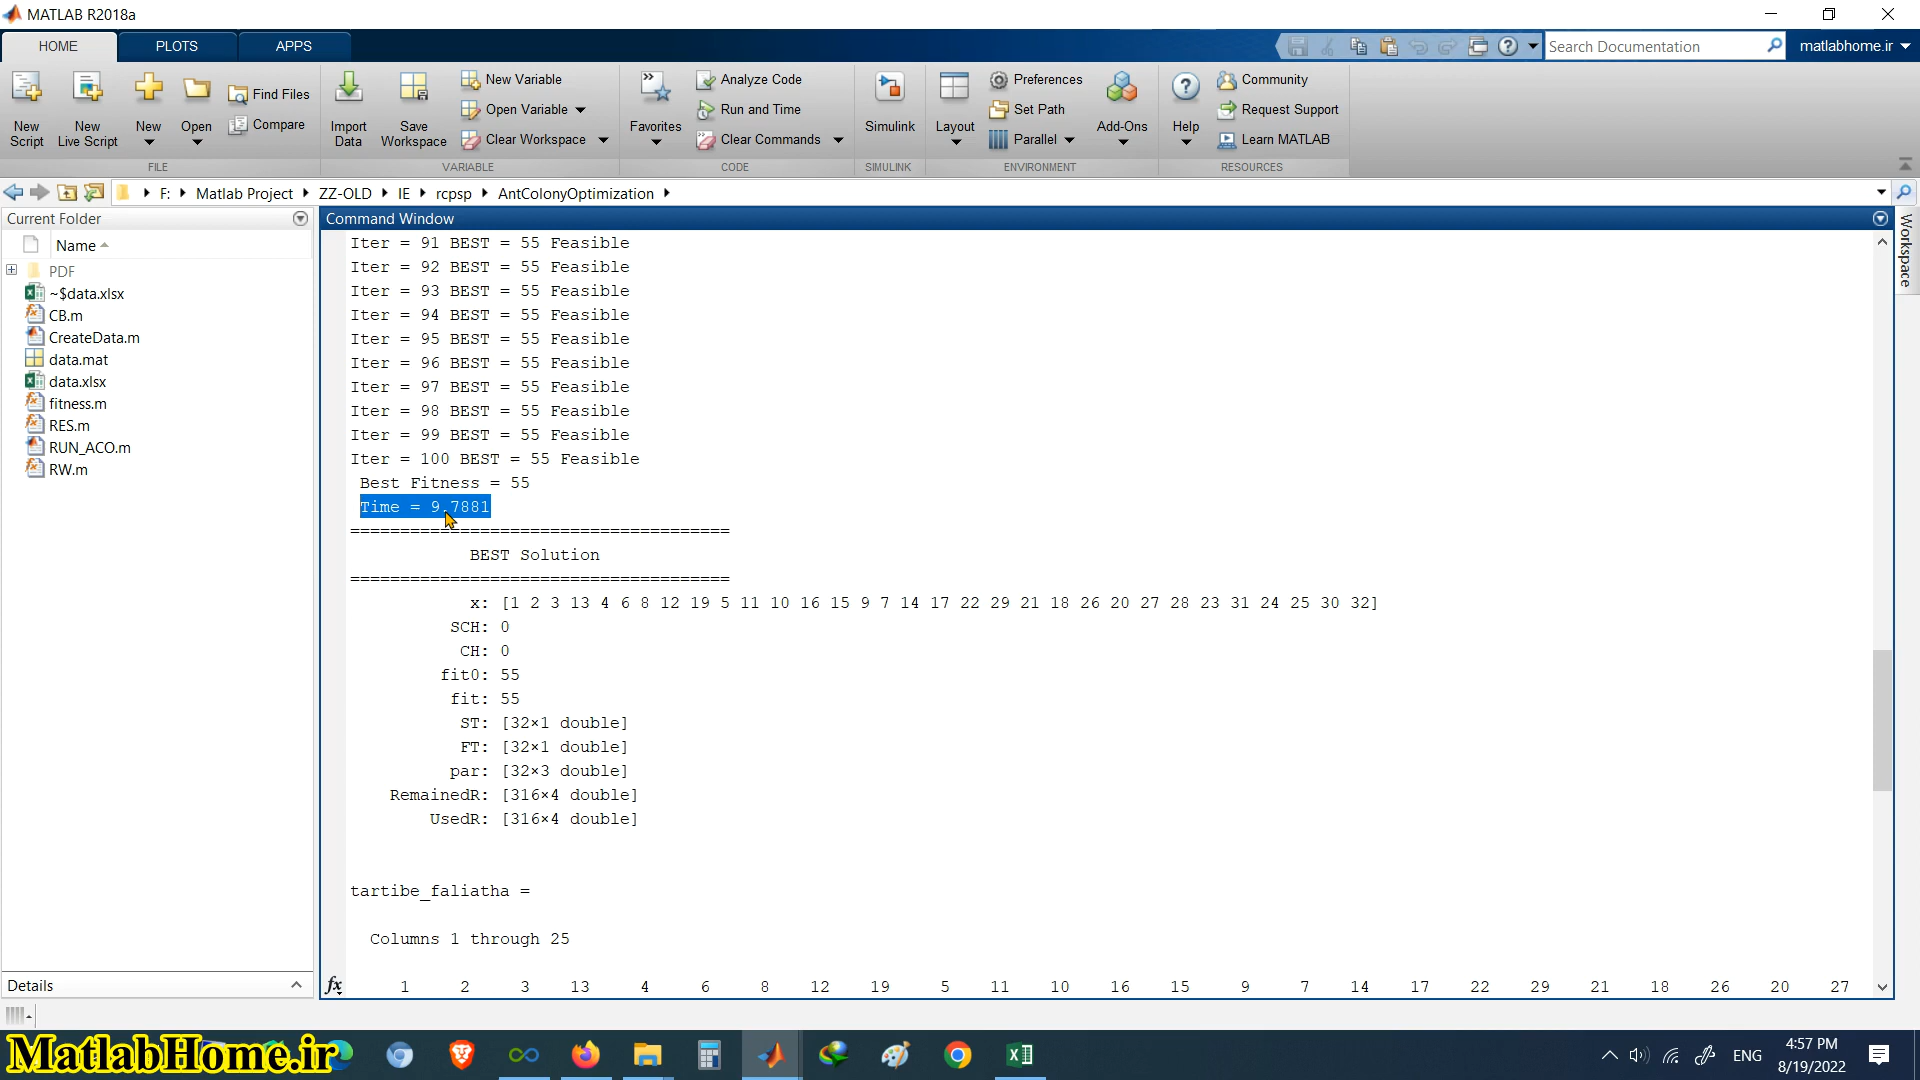 MATLAB R2018a
HOME PLOTS APPS
Search Documentation
matlabhome.ir
New Script
New Live Script
New
Open
Find Files
Compare
FILE
Import Data
Save Workspace
New Variable
Open Variable
Clear Workspace
VARIABLE
Favorites
Analyze Code
Run and Time
Clear Commands
CODE
Simulink
SIMULINK
Layout
Preferences
Set Path
Parallel
Add-Ons
ENVIRONMENT
Help
Community
Request Support
Learn MATLAB
RESOURCES
F: Matlab Project ZZ-OLD IE rcpsp AntColonyOptimization
Current Folder
Name
PDF
~$data.xlsx
CB.m
CreateData.m
data.mat
data.xlsx
fitness.m
RES.m
RUN_ACO.m
RW.m
Details
Command Window
Iter = 91 BEST = 55 Feasible
Iter = 92 BEST = 55 Feasible
Iter = 93 BEST = 55 Feasible
Iter = 94 BEST = 55 Feasible
Iter = 95 BEST = 55 Feasible
Iter = 96 BEST = 55 Feasible
Iter = 97 BEST = 55 Feasible
Iter = 98 BEST = 55 Feasible
Iter = 99 BEST = 55 Feasible
Iter = 100 BEST = 55 Feasible
Best Fitness = 55
Time = 9.7881
======================================
BEST Solution
======================================
x: [1 2 3 13 4 6 8 12 19 5 11 10 16 15 9 7 14 17 22 29 21 18 26 20 27 28 23 31 24 25 30 32]
SCH: 0
CH: 0
fit0: 55
fit: 55
ST: [32×1 double]
FT: [32×1 double]
par: [32×3 double]
RemainedR: [316×4 double]
UsedR: [316×4 double]
tartibe_faliatha =
Columns 1 through 25
fx 1 2 3 13 4 6 8 12 19 5 11 10 16 15 9 7 14 17 22 29 21 18 26 20 27
Workspace
MatlabHome.ir
ENG
4:57 PM
8/19/2022